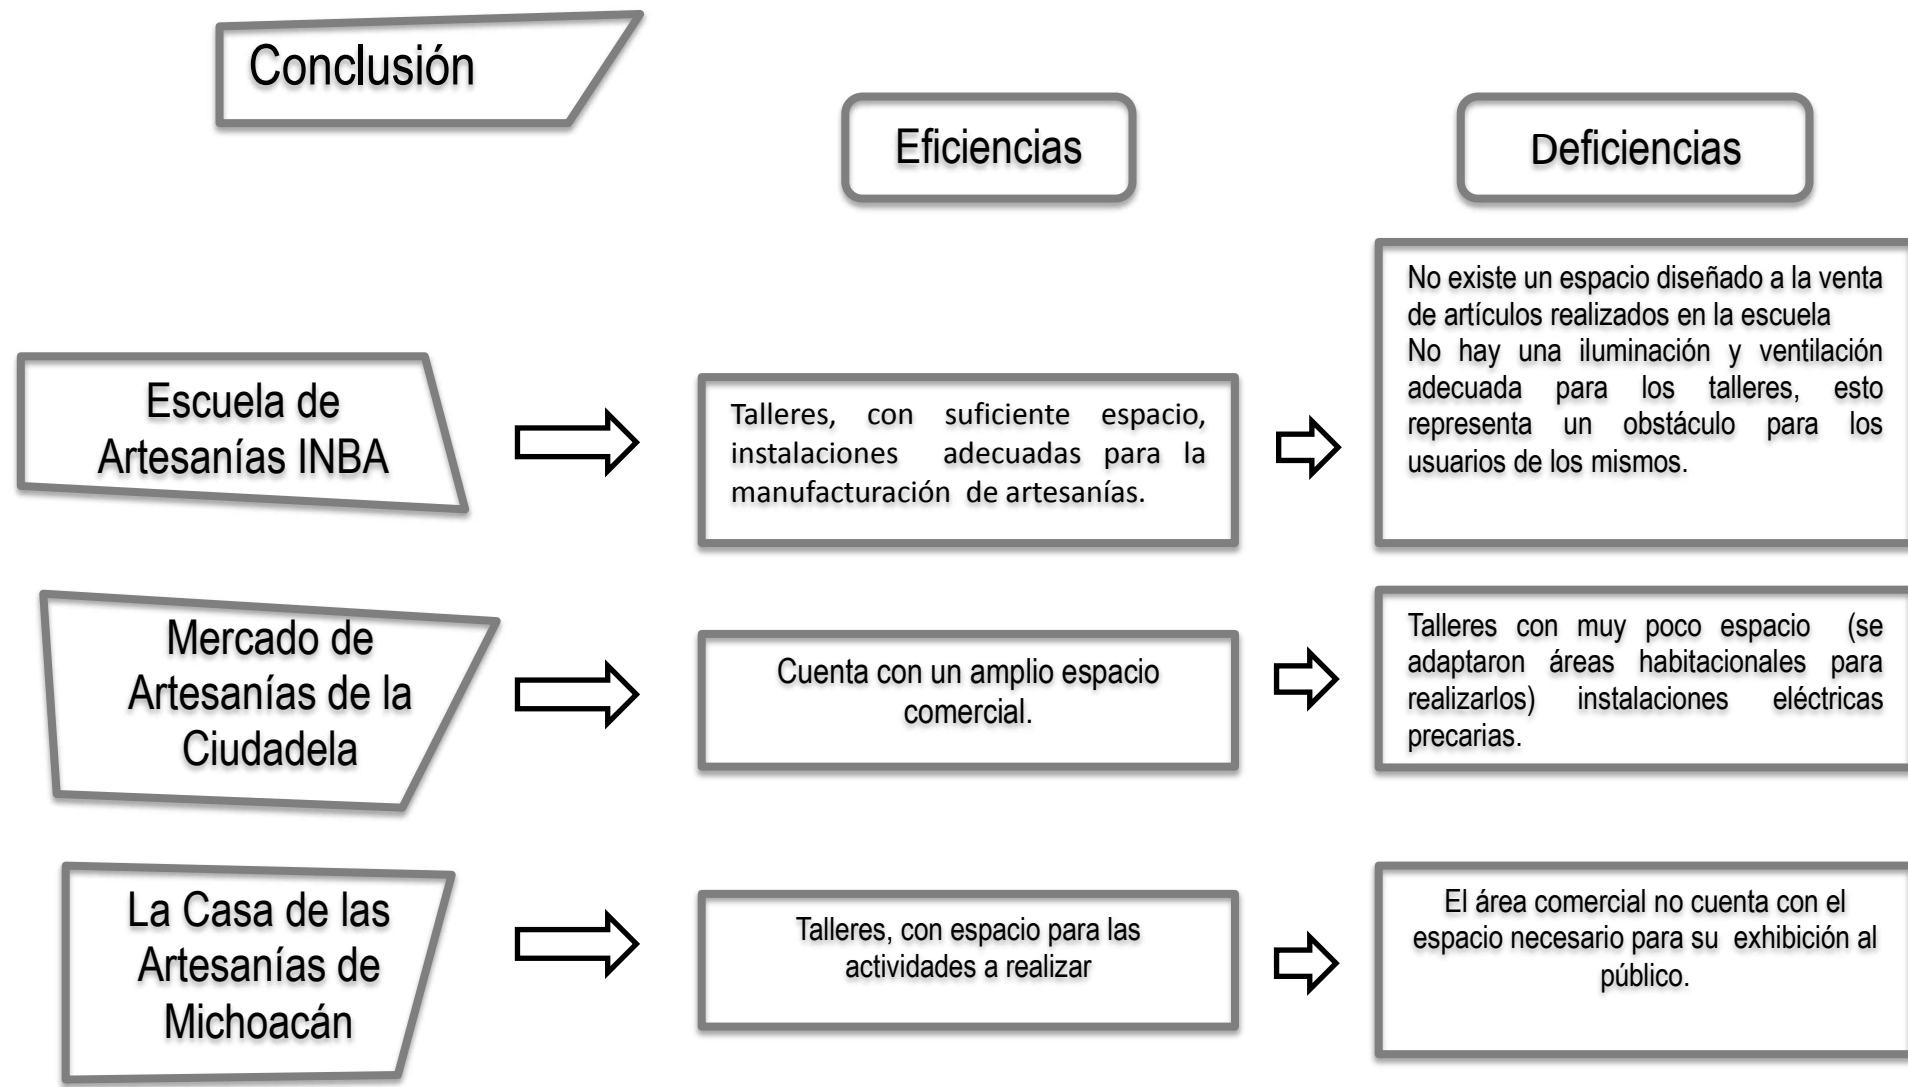 Conclusión
Eficiencias
Deficiencias
Escuela de
Artesanías INBA
Talleres, con suficiente espacio,
instalaciones adecuadas para la
manufacturación de artesanías.
No existe un espacio diseñado a la venta
de artículos realizados en la escuela
No hay una iluminación y ventilación
adecuada para los talleres, esto
representa un obstáculo para los
usuarios de los mismos.
Mercado de
Artesanías de la
Ciudadela
Cuenta con un amplio espacio
comercial.
Talleres con muy poco espacio (se
adaptaron áreas habitacionales para
realizarlos) instalaciones eléctricas
precarias.
La Casa de las
Artesanías de
Michoacán
Talleres, con espacio para las
actividades a realizar
El área comercial no cuenta con el
espacio necesario para su exhibición al
público.